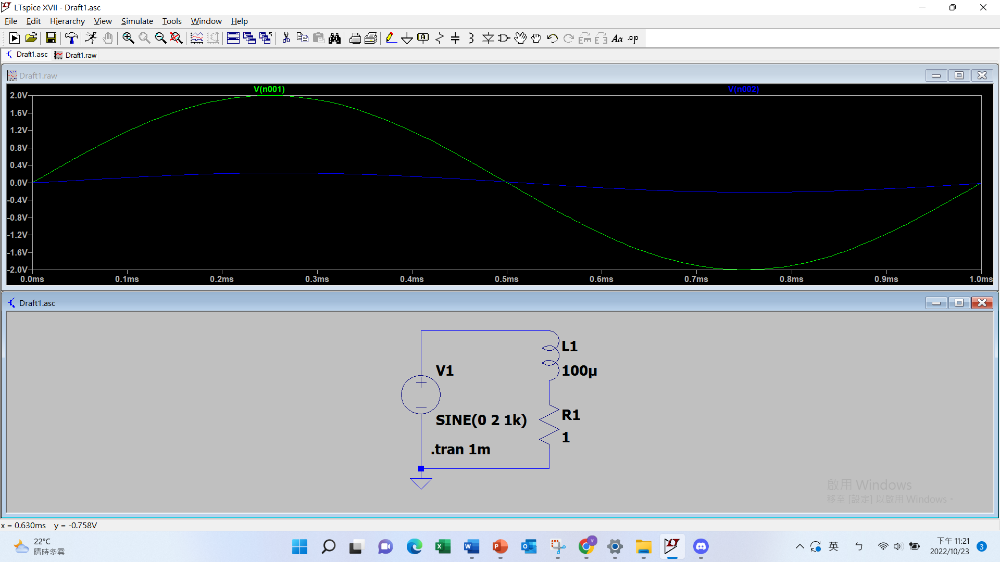 LTspice XVII - Draft1.asc
File Edit Hierarchy View Simulate Tools Window Help
Draft1.asc Draft1.raw
Draft1.raw
V(n001) V(n002)
2.0V
1.6V
1.2V
0.8V
0.4V
0.0V
-0.4V
-0.8V
-1.2V
-1.6V
-2.0V
0.0ms 0.1ms 0.2ms 0.3ms 0.4ms 0.5ms 0.6ms 0.7ms 0.8ms 0.9ms 1.0ms
Draft1.asc
L1
V1
100µ
R1
SINE(0 2 1k)
1
.tran 1m
啟用 Windows
移至 [設定] 以啟用 Windows。
x = 0.630ms y = -0.758V
22°C
晴時多雲
英 ㄅ
下午 11:21
2022/10/23
3